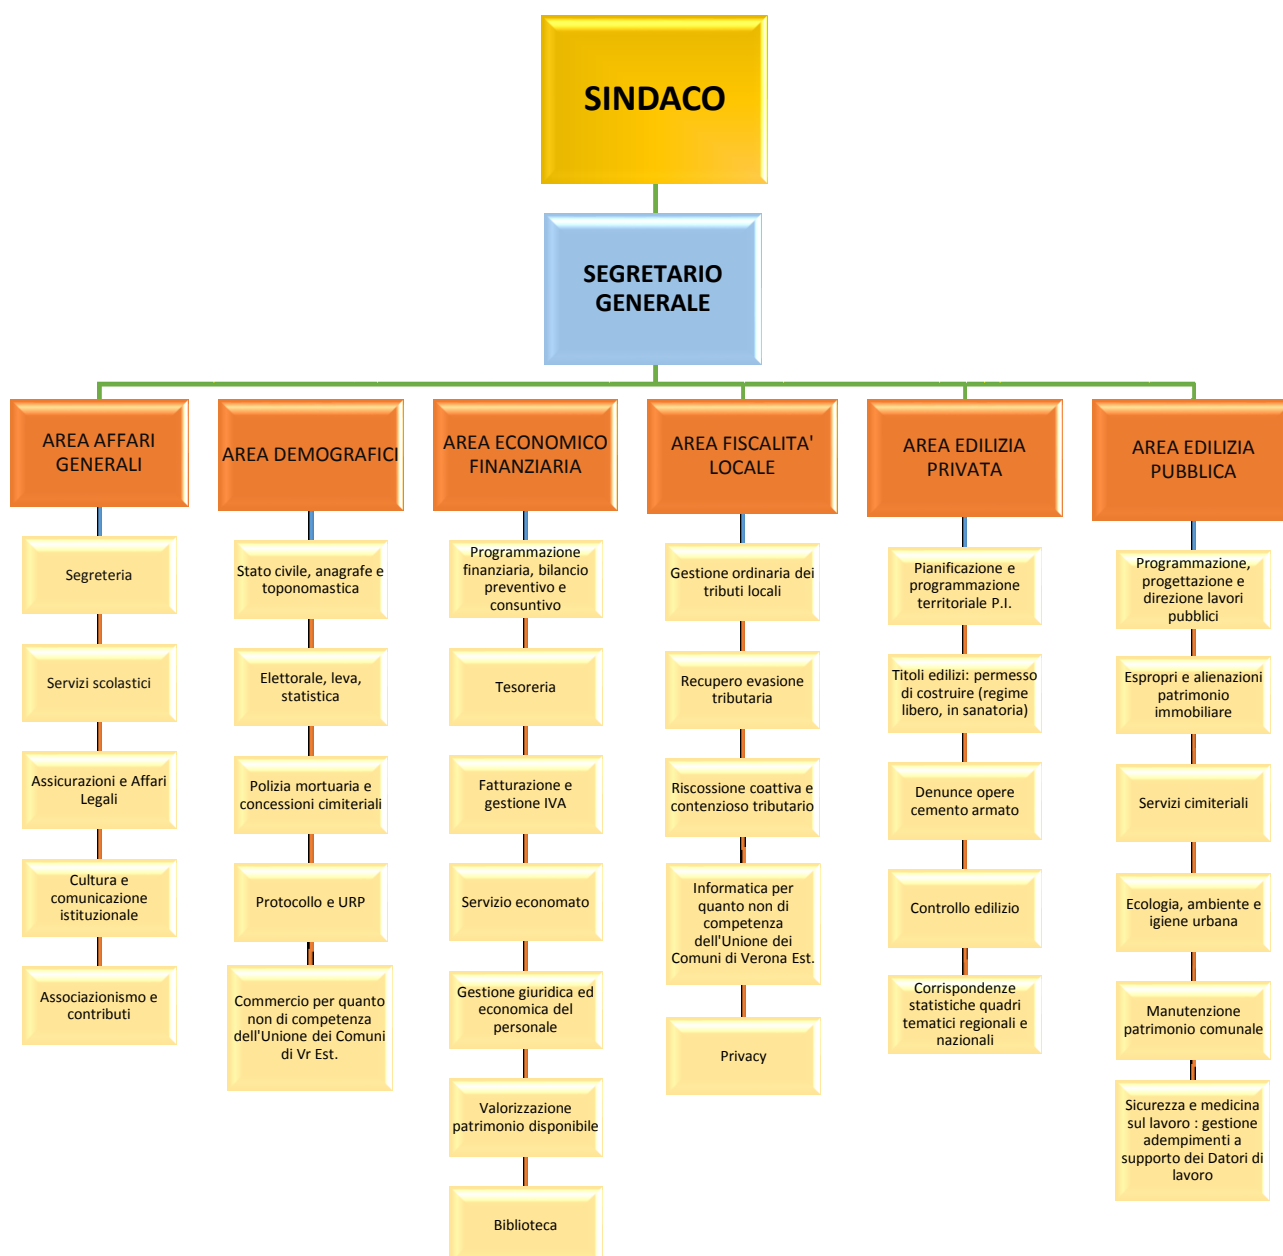 SINDACO
SEGRETARIO
GENERALE
AREA AFFARI
GENERALI
Segreteria
Servizi scolastici
Assicurazioni e Affari
Legali
Cultura e
comunicazione
istituzionale
Associazionismo e
contributi
AREA DEMOGRAFICI
Stato civile, anagrafe e
toponomastica
Elettorale, leva,
statistica
Polizia mortuaria e
concessioni cimiteriali
Protocollo e URP
Commercio per quanto
non di competenza
dell'Unione dei Comuni
di Vr Est.
AREA ECONOMICO
FINANZIARIA
Programmazione
finanziaria, bilancio
preventivo e
consuntivo
Tesoreria
Fatturazione e
gestione IVA
Servizio economato
Gestione giuridica ed
economica del
personale
Valorizzazione
patrimonio disponibile
Biblioteca
AREA FISCALITA'
LOCALE
Gestione ordinaria dei
tributi locali
Recupero evasione
tributaria
Riscossione coattiva e
contenzioso tributario
Informatica per
quanto non di
competenza
dell'Unione dei
Comuni di Verona Est.
Privacy
AREA EDILIZIA
PRIVATA
Pianificazione e
programmazione
territoriale P.I.
Titoli edilizi: permesso
di costruire (regime
libero, in sanatoria)
Denunce opere
cemento armato
Controllo edilizio
Corrispondenze
statistiche quadri
tematici regionali e
nazionali
AREA EDILIZIA
PUBBLICA
Programmazione,
progettazione e
direzione lavori
pubblici
Espropri e alienazioni
patrimonio
immobiliare
Servizi cimiteriali
Ecologia, ambiente e
igiene urbana
Manutenzione
patrimonio comunale
Sicurezza e medicina
sul lavoro : gestione
adempimenti a
supporto dei Datori di
lavoro